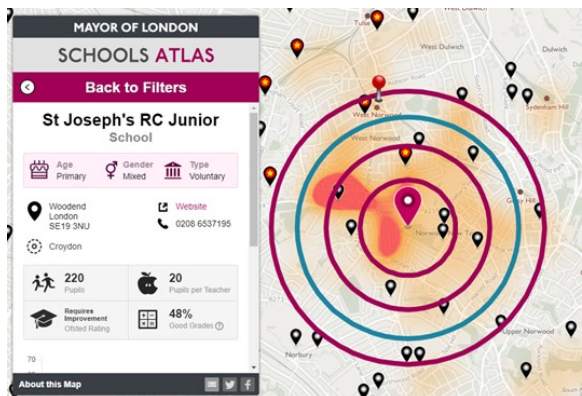 MAYOR OF LONDON
SCHOOLS ATLAS
Back to Filters
St Joseph's RC Junior
School
Age
Primary
Gender
Mixed
Type
Voluntary
Woodend
London
SE19 3NU
Website
0208 6537195
Croydon
220
Pupils
20
Pupils per Teacher
Requires
Improvement
Ofsted Rating
48%
Good Grades
70
About this Map
West Dulwich
Dulwich
Sydenham Hill
West Norwood
West Norwood
Gipsy Hill
Upper Norwood
Norbury